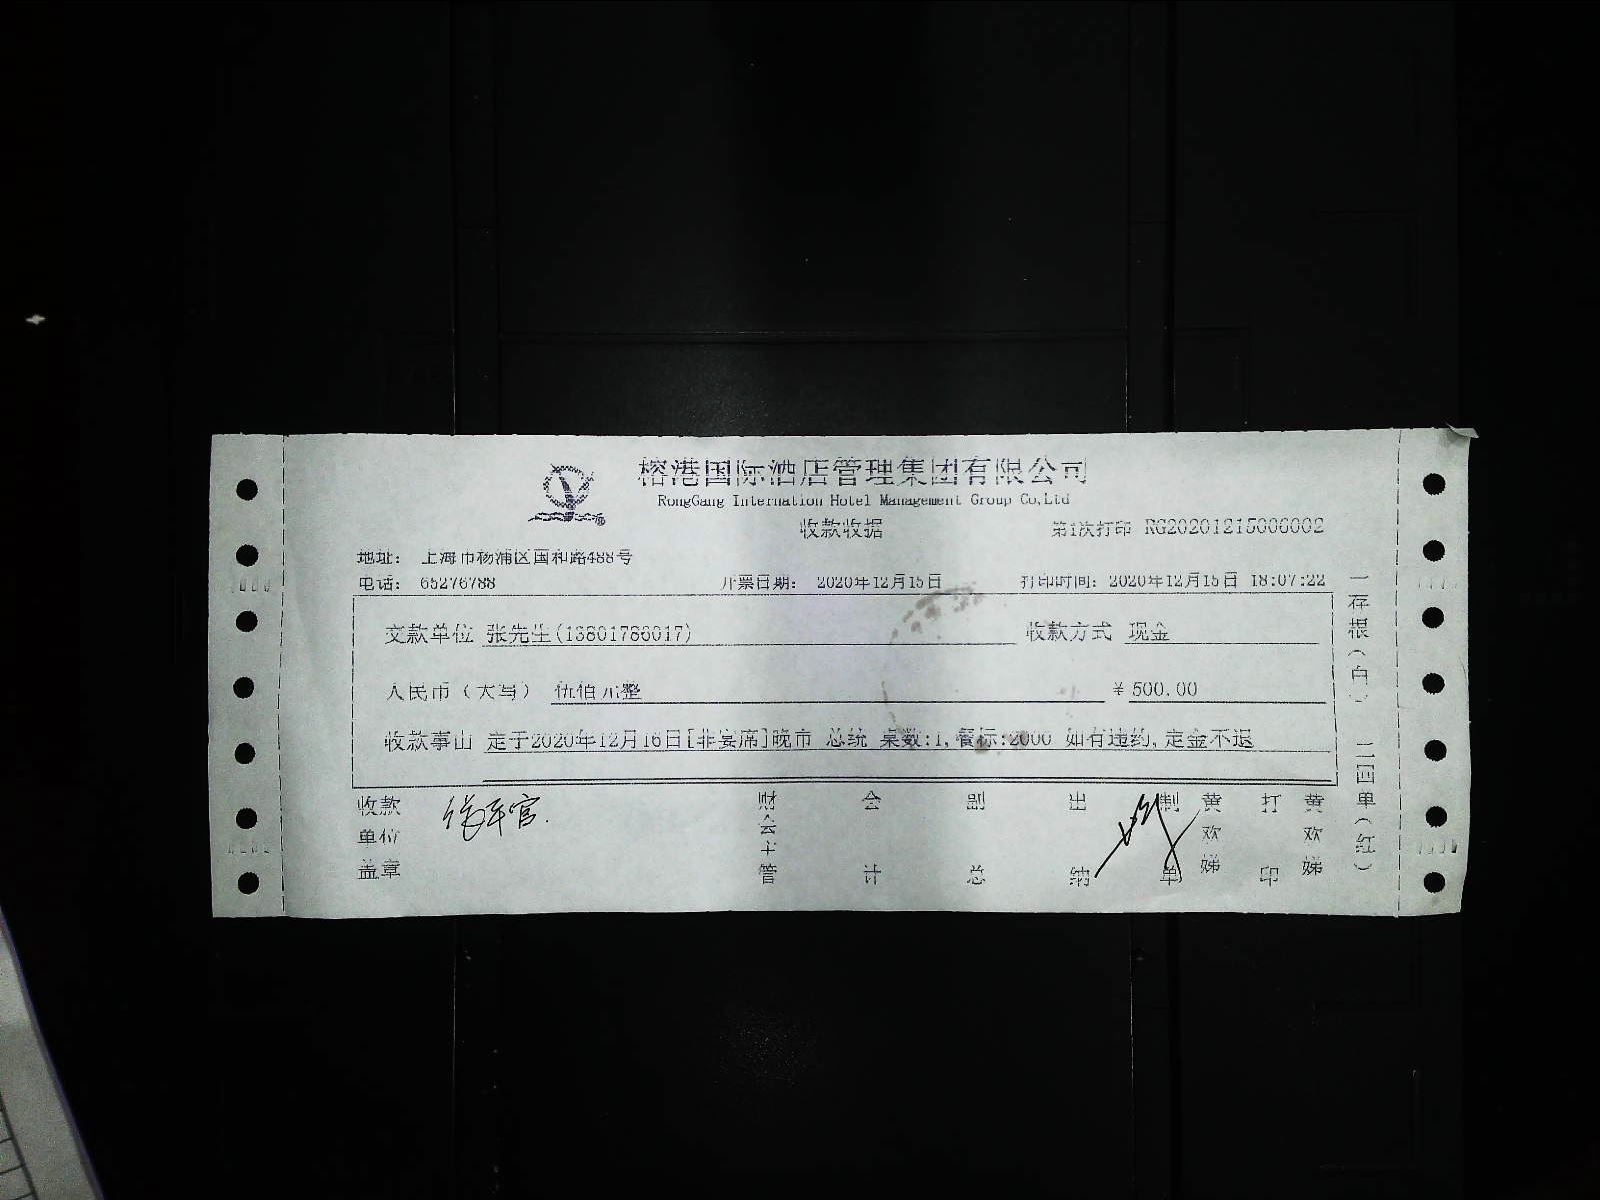 榕港国际酒店管理集团有限公司
RongGang Internation Hotel Management Group Co,Ltd
收款收据
第1次打印 RG20201215000002
地址： 上海市杨浦区国和路488号
电话： 65276788 开票日期： 2020年12月15日 打印时间：2020年12月15日 18:07:22
交款单位 张先生(13801786017) 收款方式 现金
人民币（大写） 伍佰元整 ￥500.00
收款事由 定于2020年12月16日[非宴席]晚市 总统 桌数:1,餐标:2000 如有违约,定金不退
收款单位盖章
财会主管 会计 副总 出纳 制单 黄欢娣 打印 黄欢娣
一存根（白） 二四单（红）